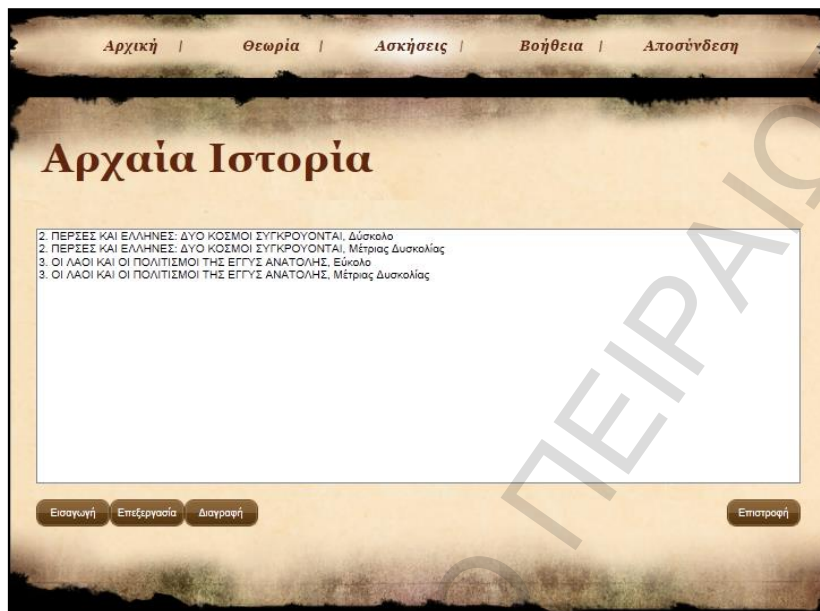 Αρχική | Θεωρία | Ασκήσεις | Βοήθεια | Αποσύνδεση
Αρχαία Ιστορία
2. ΠΕΡΣΕΣ ΚΑΙ ΕΛΛΗΝΕΣ: ΔΥΟ ΚΟΣΜΟΙ ΣΥΓΚΡΟΥΟΝΤΑΙ, Δύσκολο
2. ΠΕΡΣΕΣ ΚΑΙ ΕΛΛΗΝΕΣ: ΔΥΟ ΚΟΣΜΟΙ ΣΥΓΚΡΟΥΟΝΤΑΙ, Μέτριας Δυσκολίας
3. ΟΙ ΛΑΟΙ ΚΑΙ ΟΙ ΠΟΛΙΤΙΣΜΟΙ ΤΗΣ ΕΓΓΥΣ ΑΝΑΤΟΛΗΣ, Εύκολο
3. ΟΙ ΛΑΟΙ ΚΑΙ ΟΙ ΠΟΛΙΤΙΣΜΟΙ ΤΗΣ ΕΓΓΥΣ ΑΝΑΤΟΛΗΣ, Μέτριας Δυσκολίας
Εισαγωγή Επεξεργασία Διαγραφή Επιστροφή